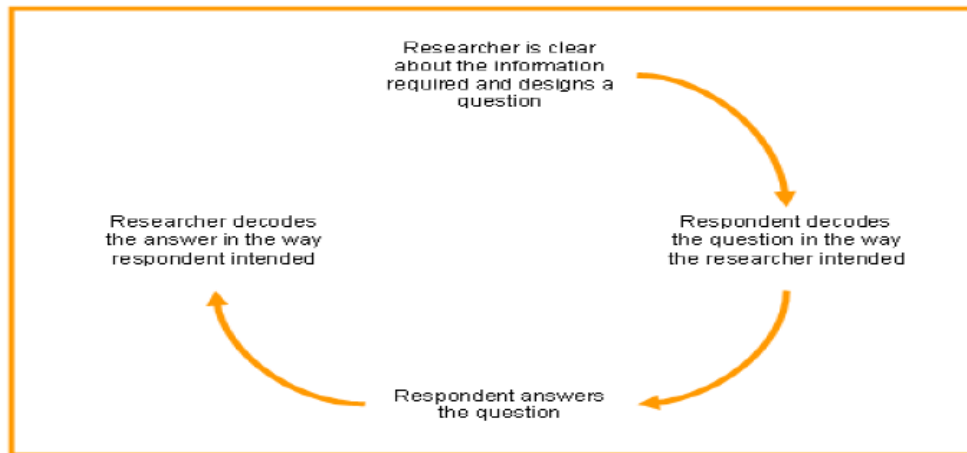 Researcher is clear
about the information
required and designs a
question
Respondent decodes
the question in the way
the researcher intended
Respondent answers
the question
Researcher decodes
the answer in the way
respondent intended